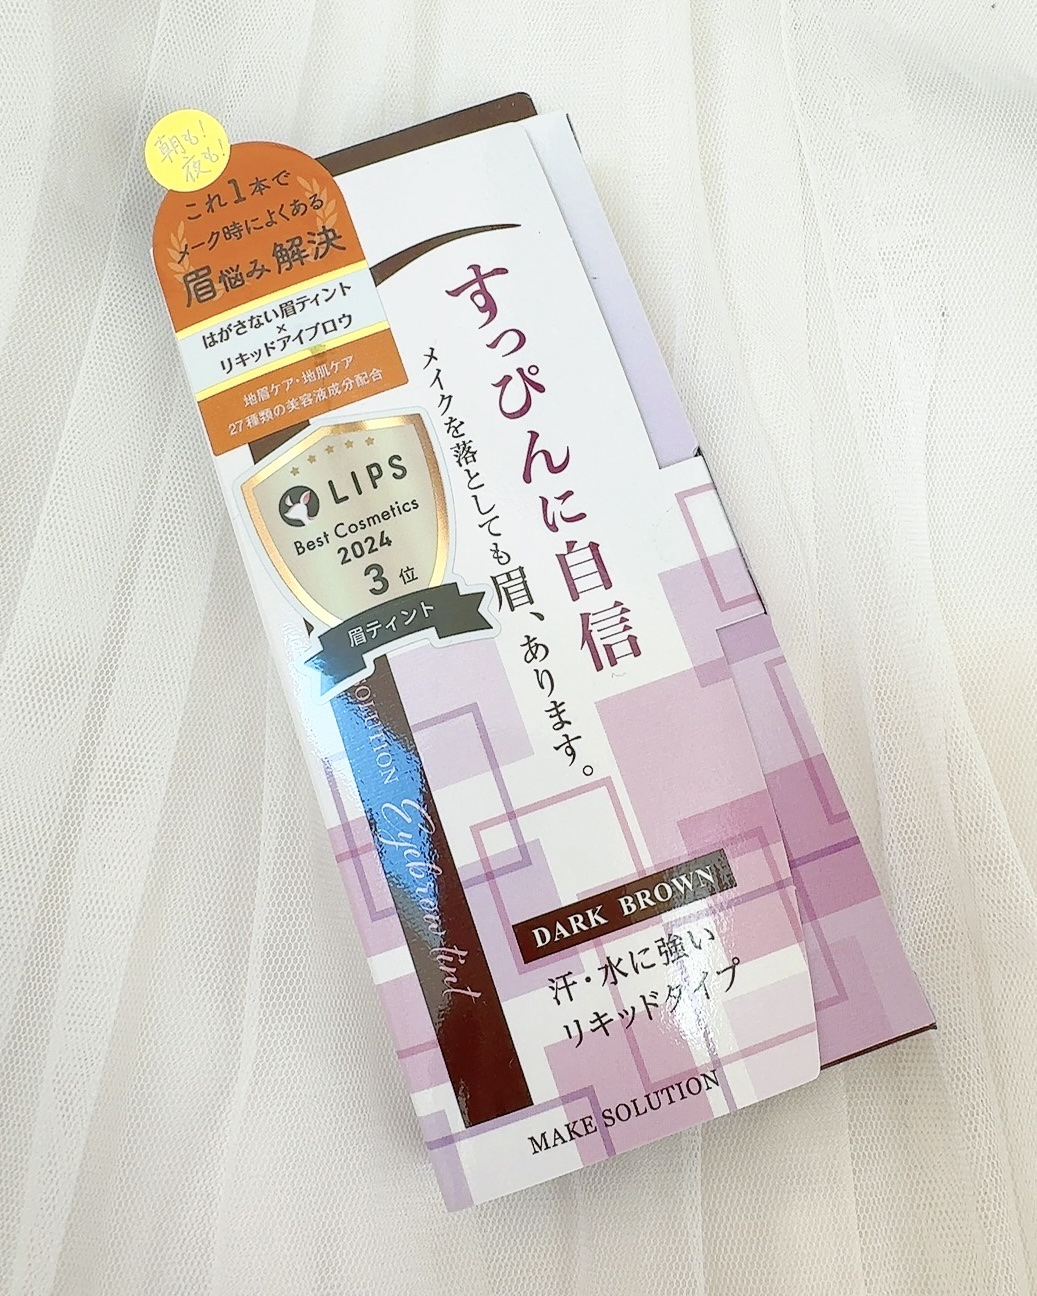 朝も!
夜も!
これ1本で
メーク時によくある
眉悩み解決
はがさない眉ティント
×
リキッドアイブロウ
地眉ケア・地肌ケア
27種類の美容液成分配合
すっぴんに自信
メイクを落としても眉、あります。
LIPS
Best Cosmetics
2024
3位
眉ティント
Eyebrow tint
DARK BROWN
汗・水に強い
リキッドタイプ
MAKE SOLUTION